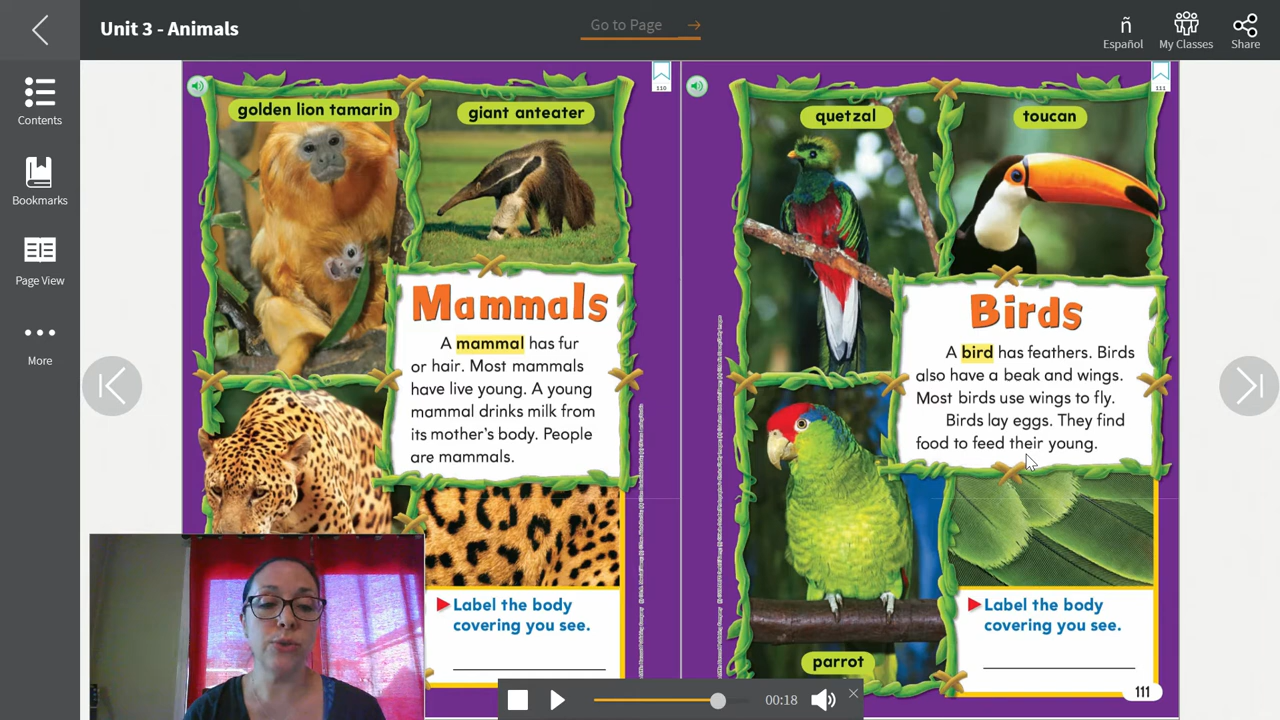 Unit 3 - Animals
Go to Page
Español
My Classes
Share
Contents
Bookmarks
Page View
More
110
golden lion tamarin
giant anteater
Mammals
A mammal has fur
or hair. Most mammals
have live young. A young
mammal drinks milk from
its mother's body. People
are mammals.
Label the body
covering you see.
111
quetzal
toucan
Birds
A bird has feathers. Birds
also have a beak and wings.
Most birds use wings to fly.
Birds lay eggs. They find
food to feed their young.
parrot
Label the body
covering you see.
111
00:18